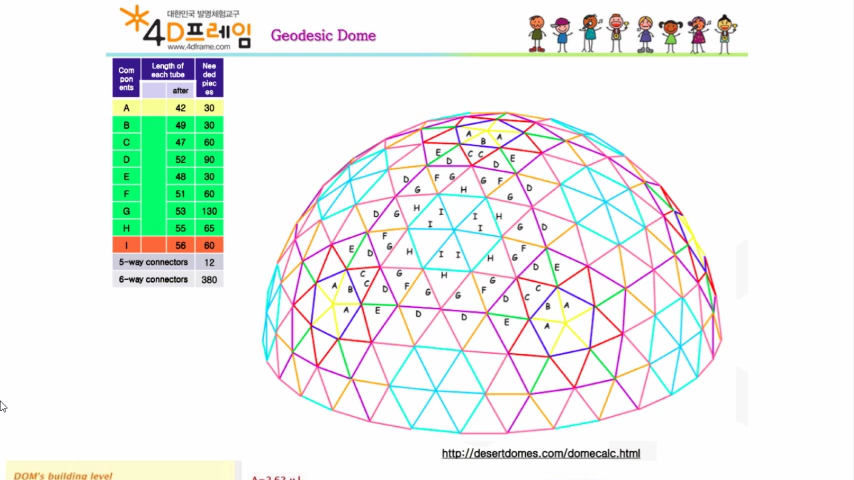 대한민국 발명체험교구
4D프레임
www.4dframe.com
Geodesic Dome
Com
pon
ents
Length of
each tube
after
Nee
ded
piec
es
A 42 30
B 49 30
C 47 60
D 52 90
E 48 30
F 51 60
G 53 130
H 55 65
I 56 60
5-way connectors 12
6-way connectors 380
A A
B
E D C C D E
D G F G G F G D
H
D G H I I H G D
I I
E D F G H I I H G F D E
C G H G C
A B C D F G G F D C B A
A E D D E A
http://desertdomes.com/domecalc.html
DOM's building level